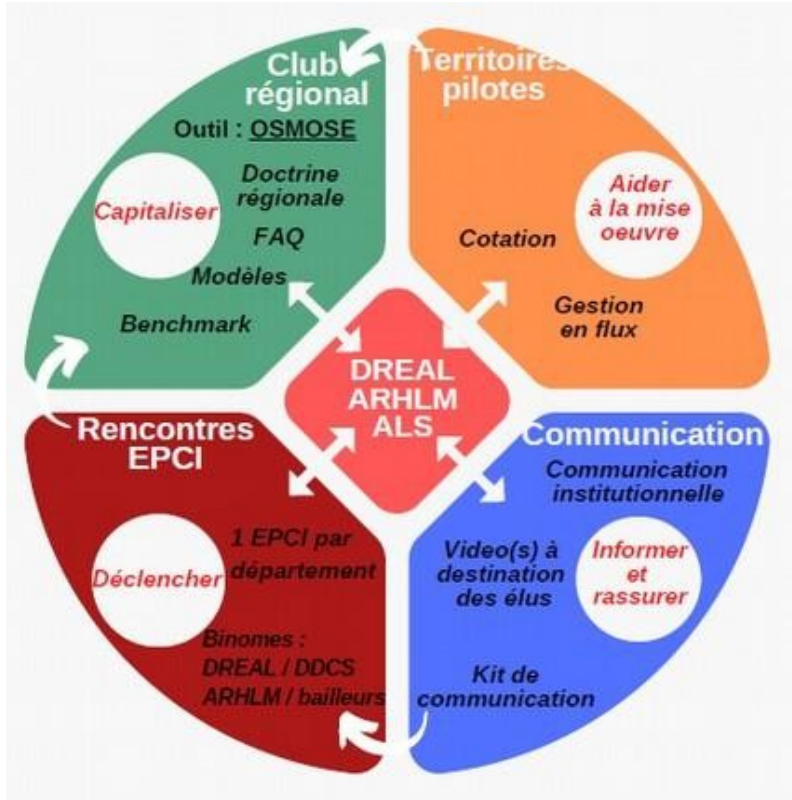 Club
régional
Outil : OSMOSE
Doctrine
régionale
FAQ
Modèles
Benchmark
Capitaliser
Territoires
pilotes
Aider
à la mise
oeuvre
Cotation
Gestion
en flux
DREAL
ARHLM
ALS
Rencontres
EPCI
1 EPCI par
département
Déclencher
Binomes :
DREAL / DDCS
ARHLM / bailleurs
Communication
Communication
institutionnelle
Video(s) à
destination
des élus
Informer
et
rassurer
Kit de
communication